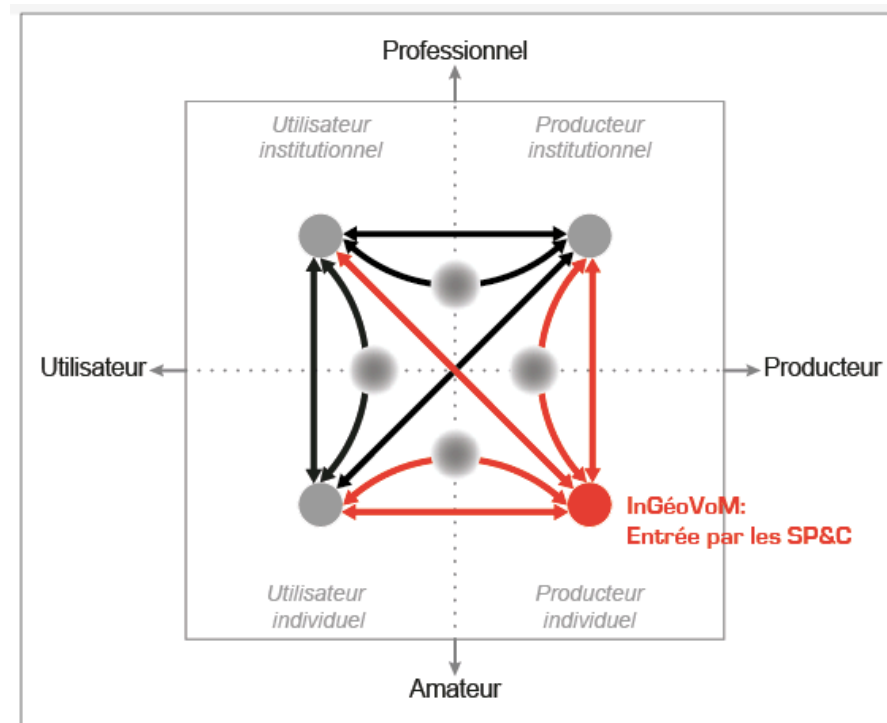 Professionnel
Utilisateur
institutionnel
Producteur
institutionnel
Utilisateur
Producteur
InGéoVoM:
Entrée par les SP&C
Utilisateur
individuel
Producteur
individuel
Amateur